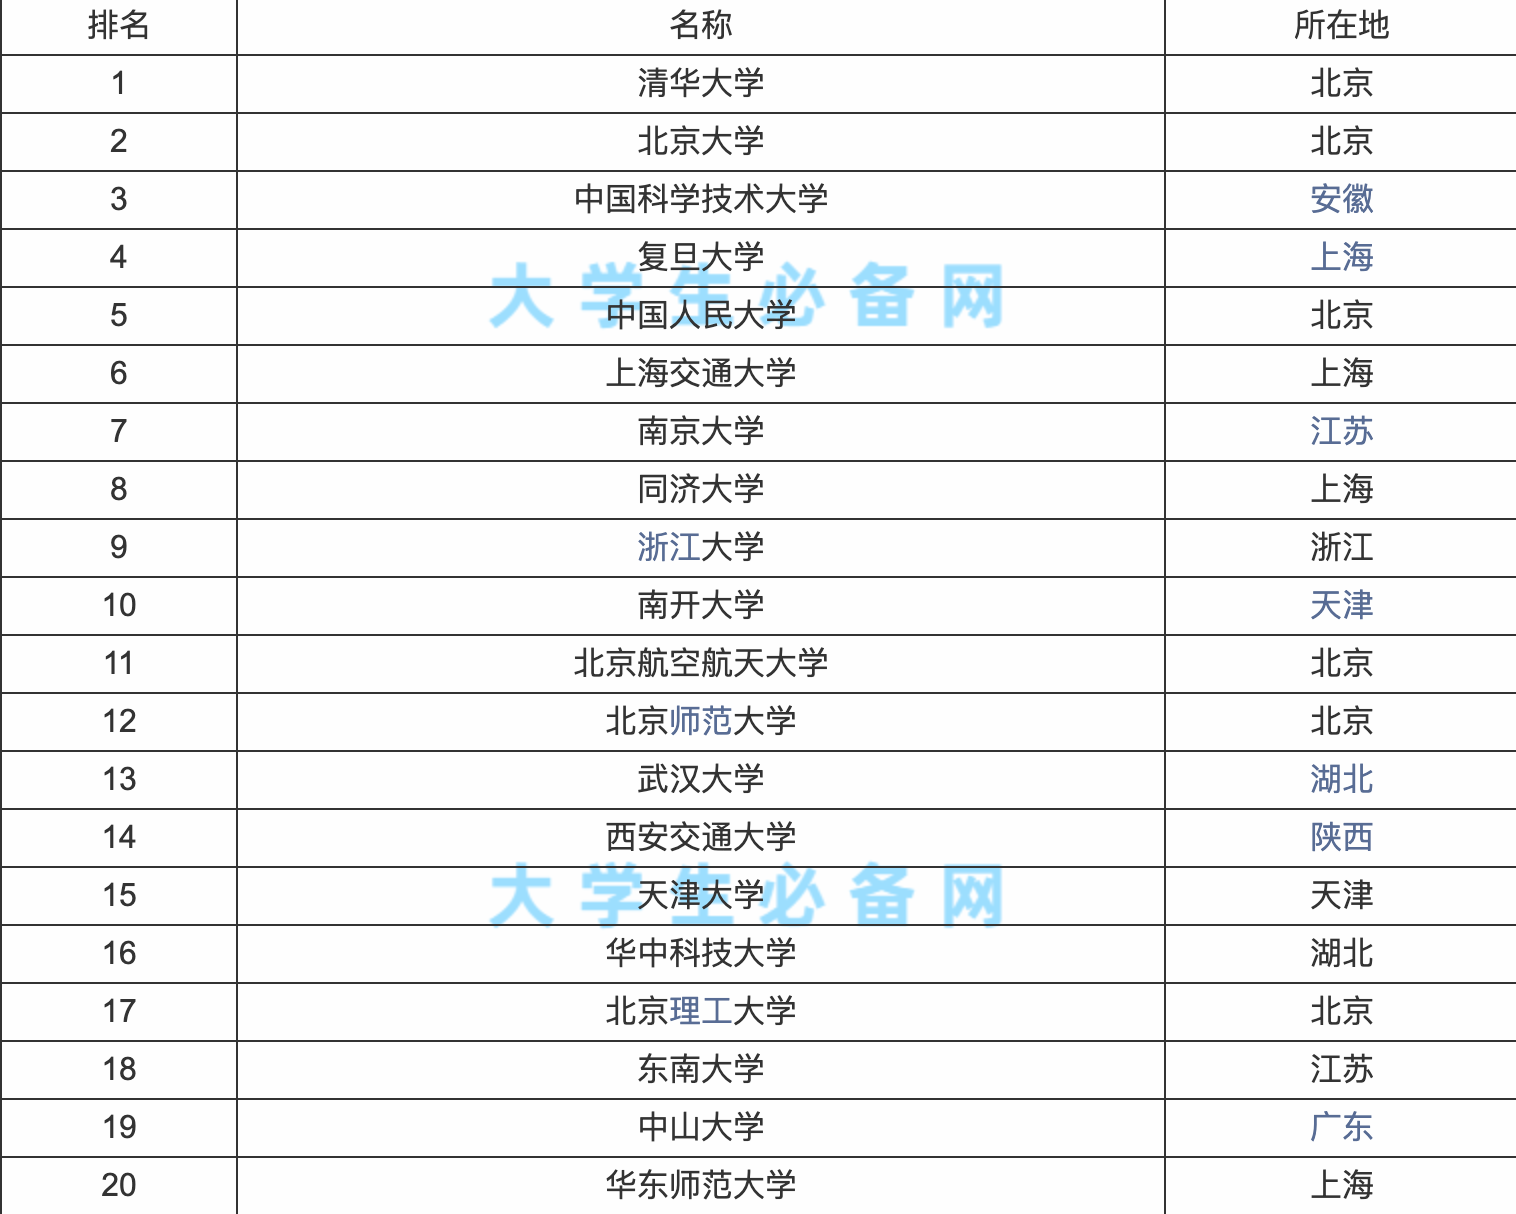 排名 名称 所在地
1 清华大学 北京
2 北京大学 北京
3 中国科学技术大学 安徽
4 复旦大学 上海
大学生必备网
5 中国人民大学 北京
6 上海交通大学 上海
7 南京大学 江苏
8 同济大学 上海
9 浙江大学 浙江
10 南开大学 天津
11 北京航空航天大学 北京
12 北京师范大学 北京
13 武汉大学 湖北
14 西安交通大学 陕西
大学生必备网
15 天津大学 天津
16 华中科技大学 湖北
17 北京理工大学 北京
18 东南大学 江苏
19 中山大学 广东
20 华东师范大学 上海